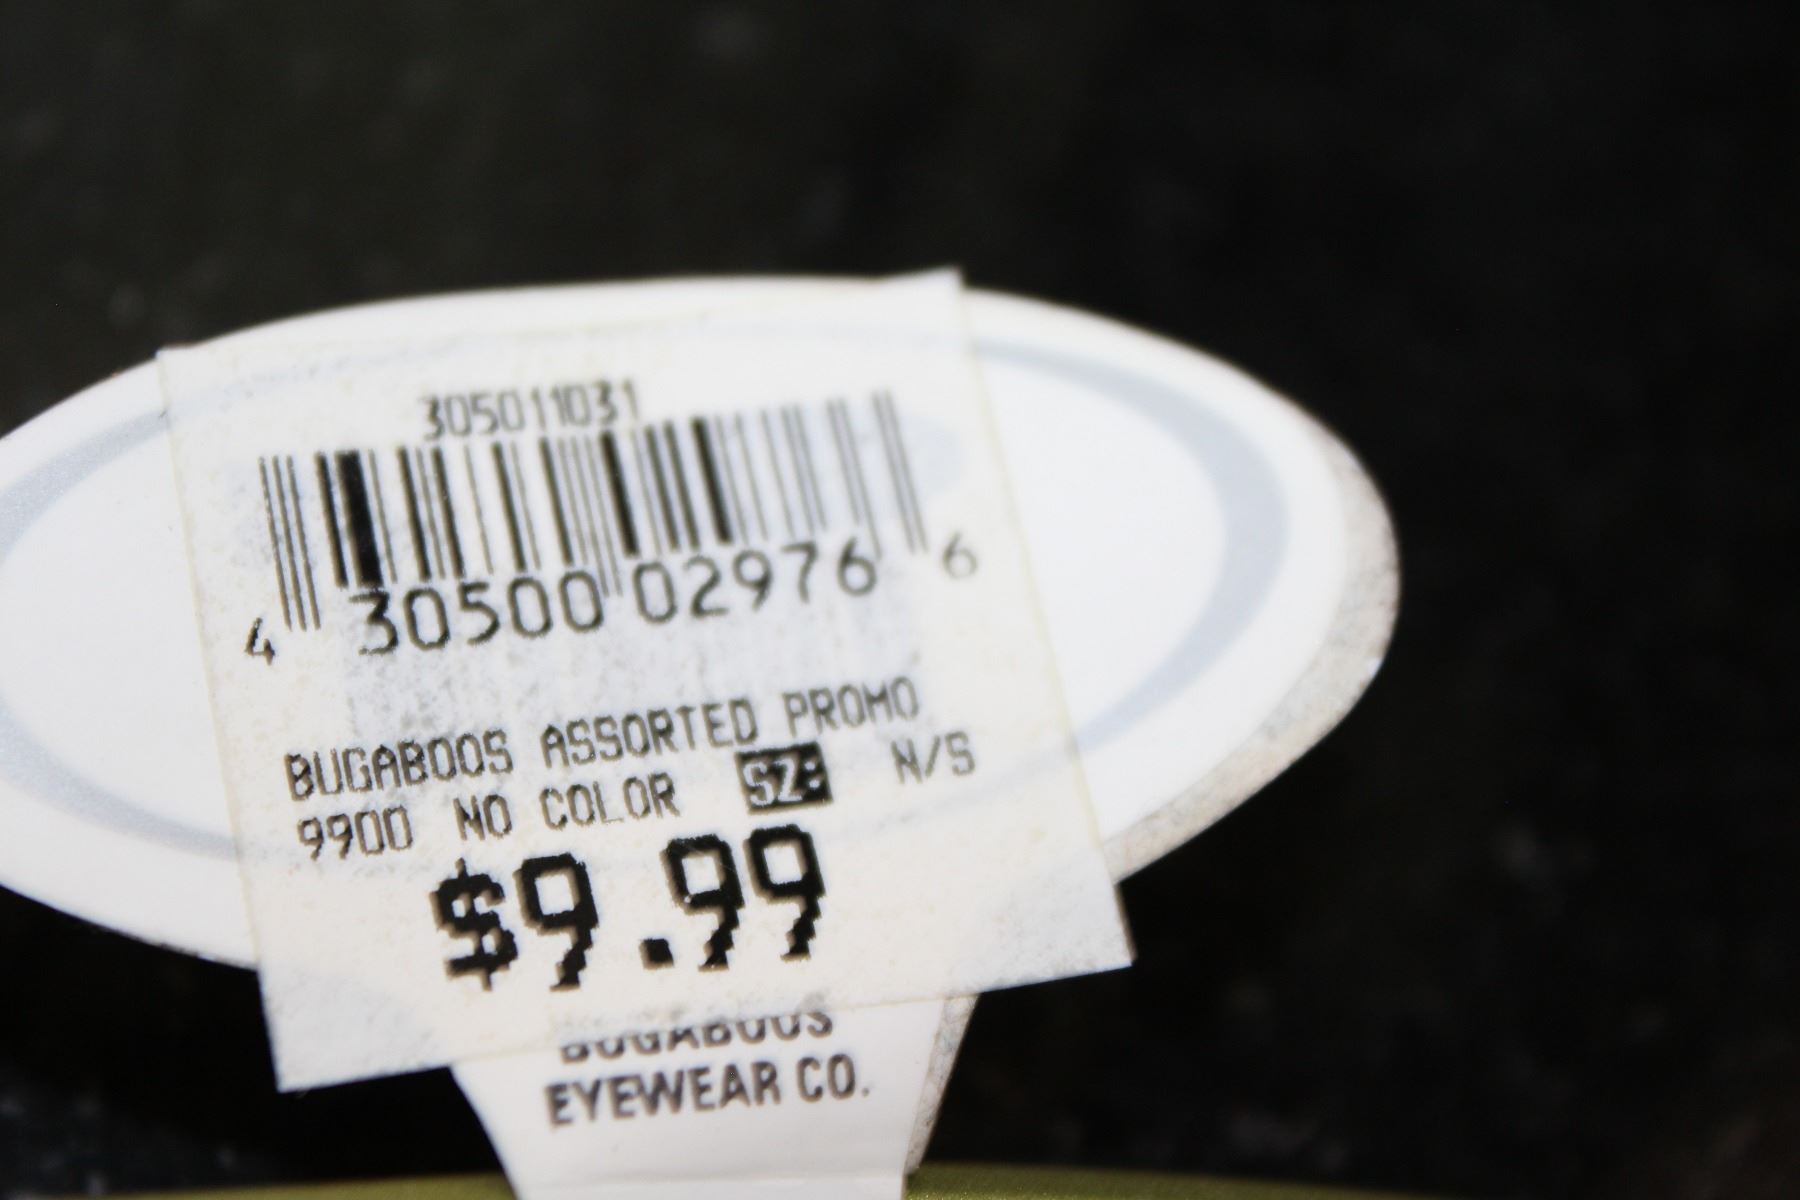 305011031
4 30500 02976 6
BUGABOOS ASSORTED PROMO
9900 NO COLOR SZ: N/S
$9.99
BUGABOOS
EYEWEAR CO.